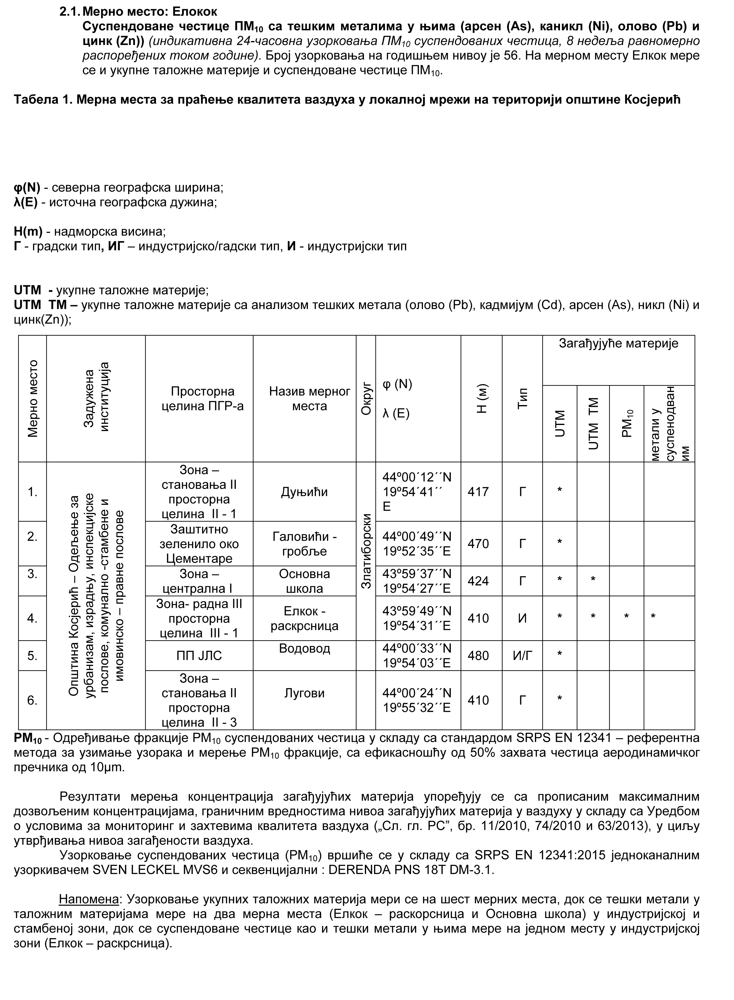 2.1. Мерно место: Елокок
Суспендоване честице ПМ10 са тешким металима у њима (арсен (As), каникл (Ni), олово (Pb) и
цинк (Zn)) (индикативна 24-часовна узорковања ПМ10 суспендованих честица, 8 недеља равномерно
распоређених током године). Број узорковања на годишњем нивоу је 56. На мерном месту Елкок мере
се и укупне таложне материје и суспендоване честице ПМ10.
Табела 1. Мерна места за праћење квалитета ваздуха у локалној мрежи на територији општине Косјерић
φ(N) - северна географска ширина;
λ(E) - источна географска дужина;
H(m) - надморска висина;
Г - градски тип, ИГ – индустријско/гадски тип, И - индустријски тип
UTM - укупне таложне материје;
UTM TM – укупне таложне материје са анализом тешких метала (олово (Pb), кадмијум (Cd), арсен (As), никл (Ni) и
цинк(Zn));
Мерно место
Задужена
институција
Просторна
целина ПГР-а
Назив мерног
места
Округ
φ (N)
λ (E)
Н (м)
Тип
Загађујуће материје
UTM
UTM TM
PM10
метали у
суспенодван
им
Општина Косјерић – Одељење за
урбанизам, израдњу, инспекцијске
послове, комунално -стамбене и
имовинско – правне послове
Златиборски
1.
Зона –
становања II
просторна
целина II - 1
Дуњићи
44º00´12´´N
19º54´41´´
E
417
Г
*
2.
Заштитно
зеленило око
Цементаре
Галовићи -
гробље
44º00´49´´N
19º52´35´´E
470
Г
*
3.
Зона –
централна I
Основна
школа
43º59´37´´N
19º54´27´´E
424
Г
* *
4.
Зона- радна III
просторна
целина III - 1
Елкок -
раскрсница
43º59´49´´N
19º54´31´´E
410
И
* * * *
5.
ПП ЈЛС
Водовод
44º00´33´´N
19º54´03´´E
480
И/Г
*
6.
Зона –
становања II
просторна
целина II - 3
Лугови
44º00´24´´N
19º55´32´´E
410
Г
*
PM10 - Одређивање фракције PM10 суспендованих честица у складу са стандардом SRPS EN 12341 – референтна
метода за узимање узорака и мерење PM10 фракције, са ефикасношћу од 50% захвата честица аеродинамичког
пречника од 10μm.
Резултати мерења концентрација загађујућих материја упоређују се са прописаним максималним
дозвољеним концентрацијама, граничним вредностима нивоа загађујућих материја у ваздуху у складу са Уредбом
о условима за мониторинг и захтевима квалитета ваздуха („Сл. гл. РС”, бр. 11/2010, 74/2010 и 63/2013), у циљу
утврђивања нивоа загађености ваздуха.
Узорковање суспендованих честица (PM10) вршиће се у складу са SRPS EN 12341:2015 једноканалним
узоркивачем SVEN LECKEL MVS6 и секвенцијални : DERENDA PNS 18T DM-3.1.
Напомена: Узорковање укупних таложних материја мери се на шест мерних места, док се тешки метали у
таложним материјама мере на два мерна места (Елкок – раскорсница и Основна школа) у индустријској и
стамбеној зони, док се суспендоване честице као и тешки метали у њима мере на једном месту у индустријској
зони (Елкок – раскрсница).